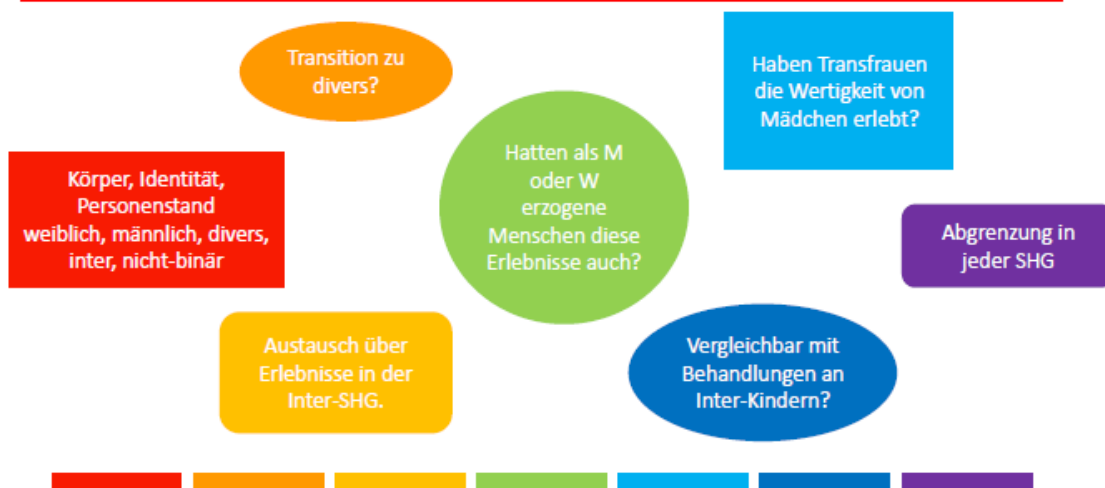 Transition zu
divers?
Haben Transfrauen
die Wertigkeit von
Mädchen erlebt?
Hatten als M
oder W
erzogene
Menschen diese
Erlebnisse auch?
Körper, Identität,
Personenstand
weiblich, männlich, divers,
inter, nicht-binär
Abgrenzung in
jeder SHG
Austausch über
Erlebnisse in der
Inter-SHG.
Vergleichbar mit
Behandlungen an
Inter-Kindern?